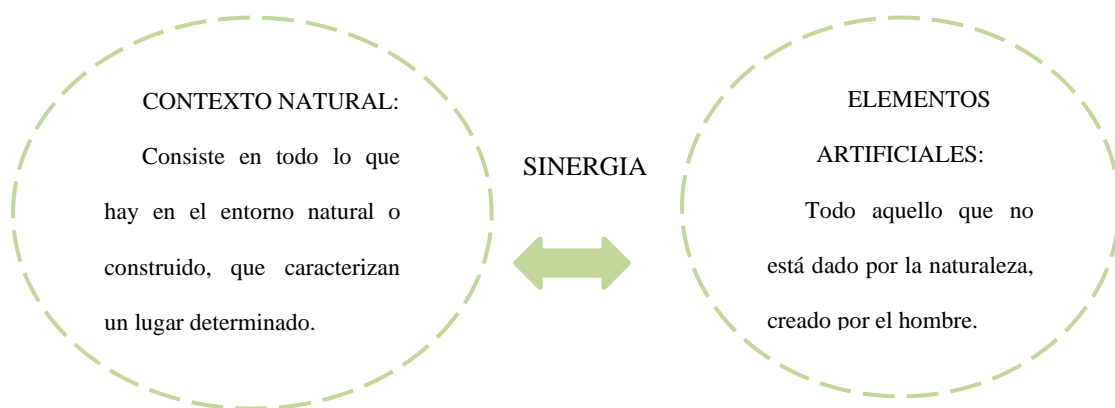 CONTEXTO NATURAL:
Consiste en todo lo que
hay en el entorno natural o
construido, que caracterizan
un lugar determinado.
SINERGIA
ELEMENTOS
ARTIFICIALES:
Todo aquello que no
está dado por la naturaleza,
creado por el hombre.